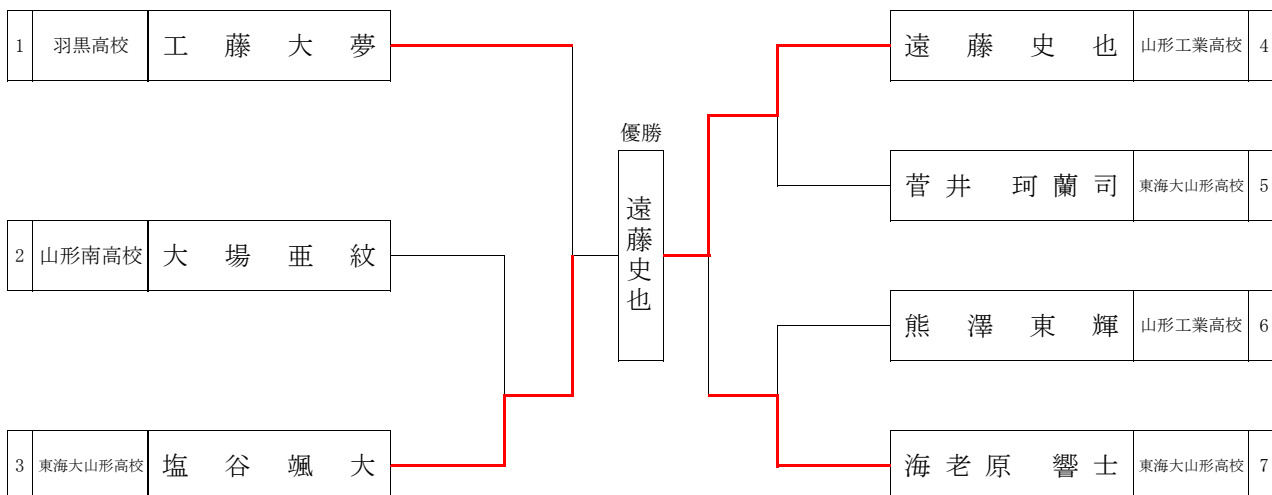 1 羽黒高校 工藤大夢
2 山形南高校 大場亜紋
3 東海大山形高校 塩谷颯大
優勝
遠藤史也
遠藤史也 山形工業高校 4
菅井 珂蘭司 東海大山形高校 5
熊澤東輝 山形工業高校 6
海老原 響士 東海大山形高校 7